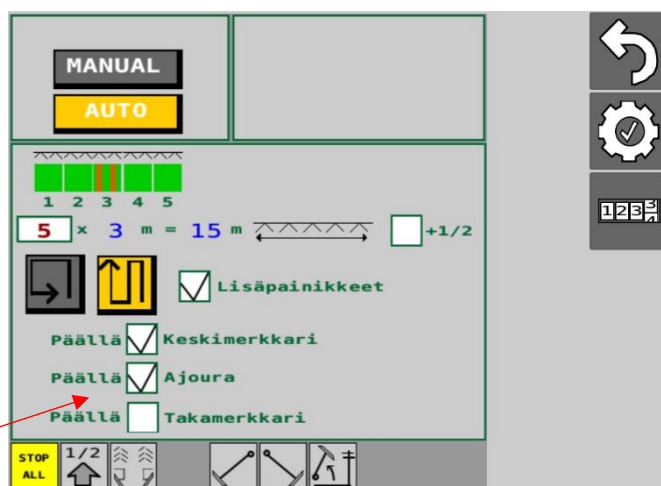 MANUAL
AUTO
1 2 3 4 5
5 x 3 m = 15 m +1/2
Lisäpainikkeet
Päällä Keskimerkkari
Päällä Ajoura
Päällä Takamerkkari
STOP ALL
1/2
123